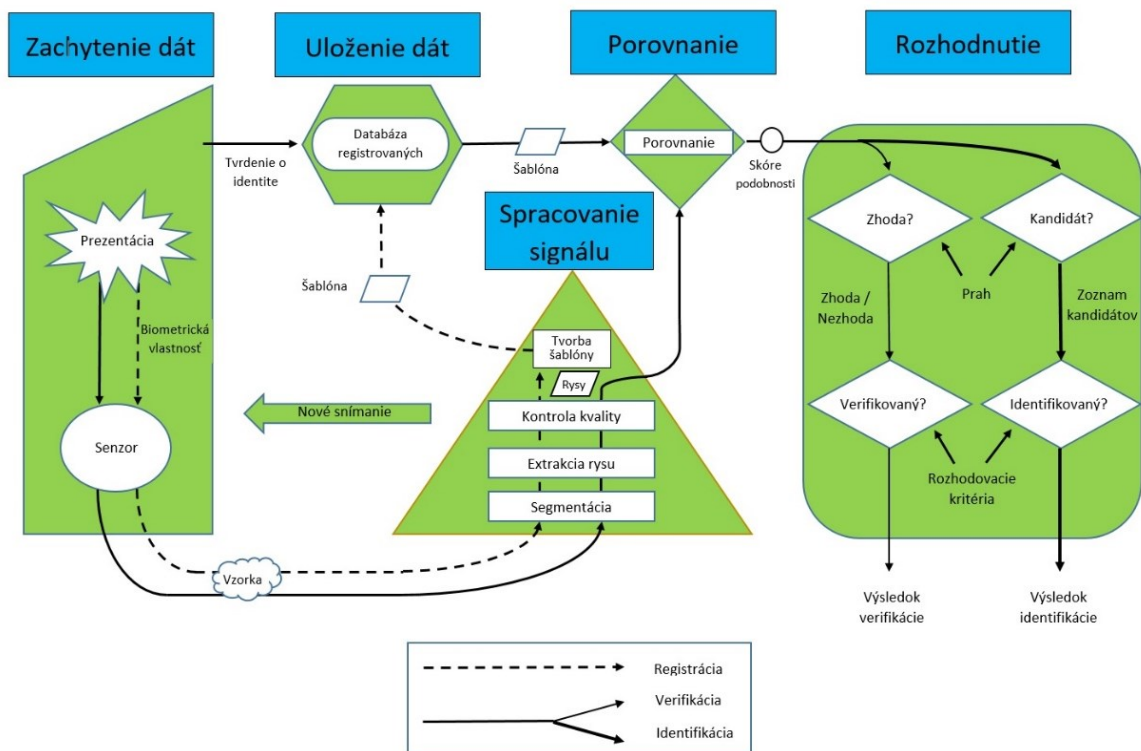 Zachytenie dát
Uloženie dát
Porovnanie
Rozhodnutie
Databáza
registrovaných
Tvrdenie o
identite
Šablóna
Porovnanie
Skóre
podobnosti
Prezentácia
Biometrická
vlastnosť
Senzor
Šablóna
Spracovanie
signálu
Tvorba
šablóny
Rysy
Kontrola kvality
Extrakcia rysu
Segmentácia
Nové snímanie
Vzorka
Zhoda?
Kandidát?
Prah
Zhoda /
Nezhoda
Zoznam
kandidátov
Verifikovaný?
Identifikovaný?
Rozhodovacie
kritéria
Výsledok
verifikácie
Výsledok
identifikácie
Registrácia
Verifikácia
Identifikácia